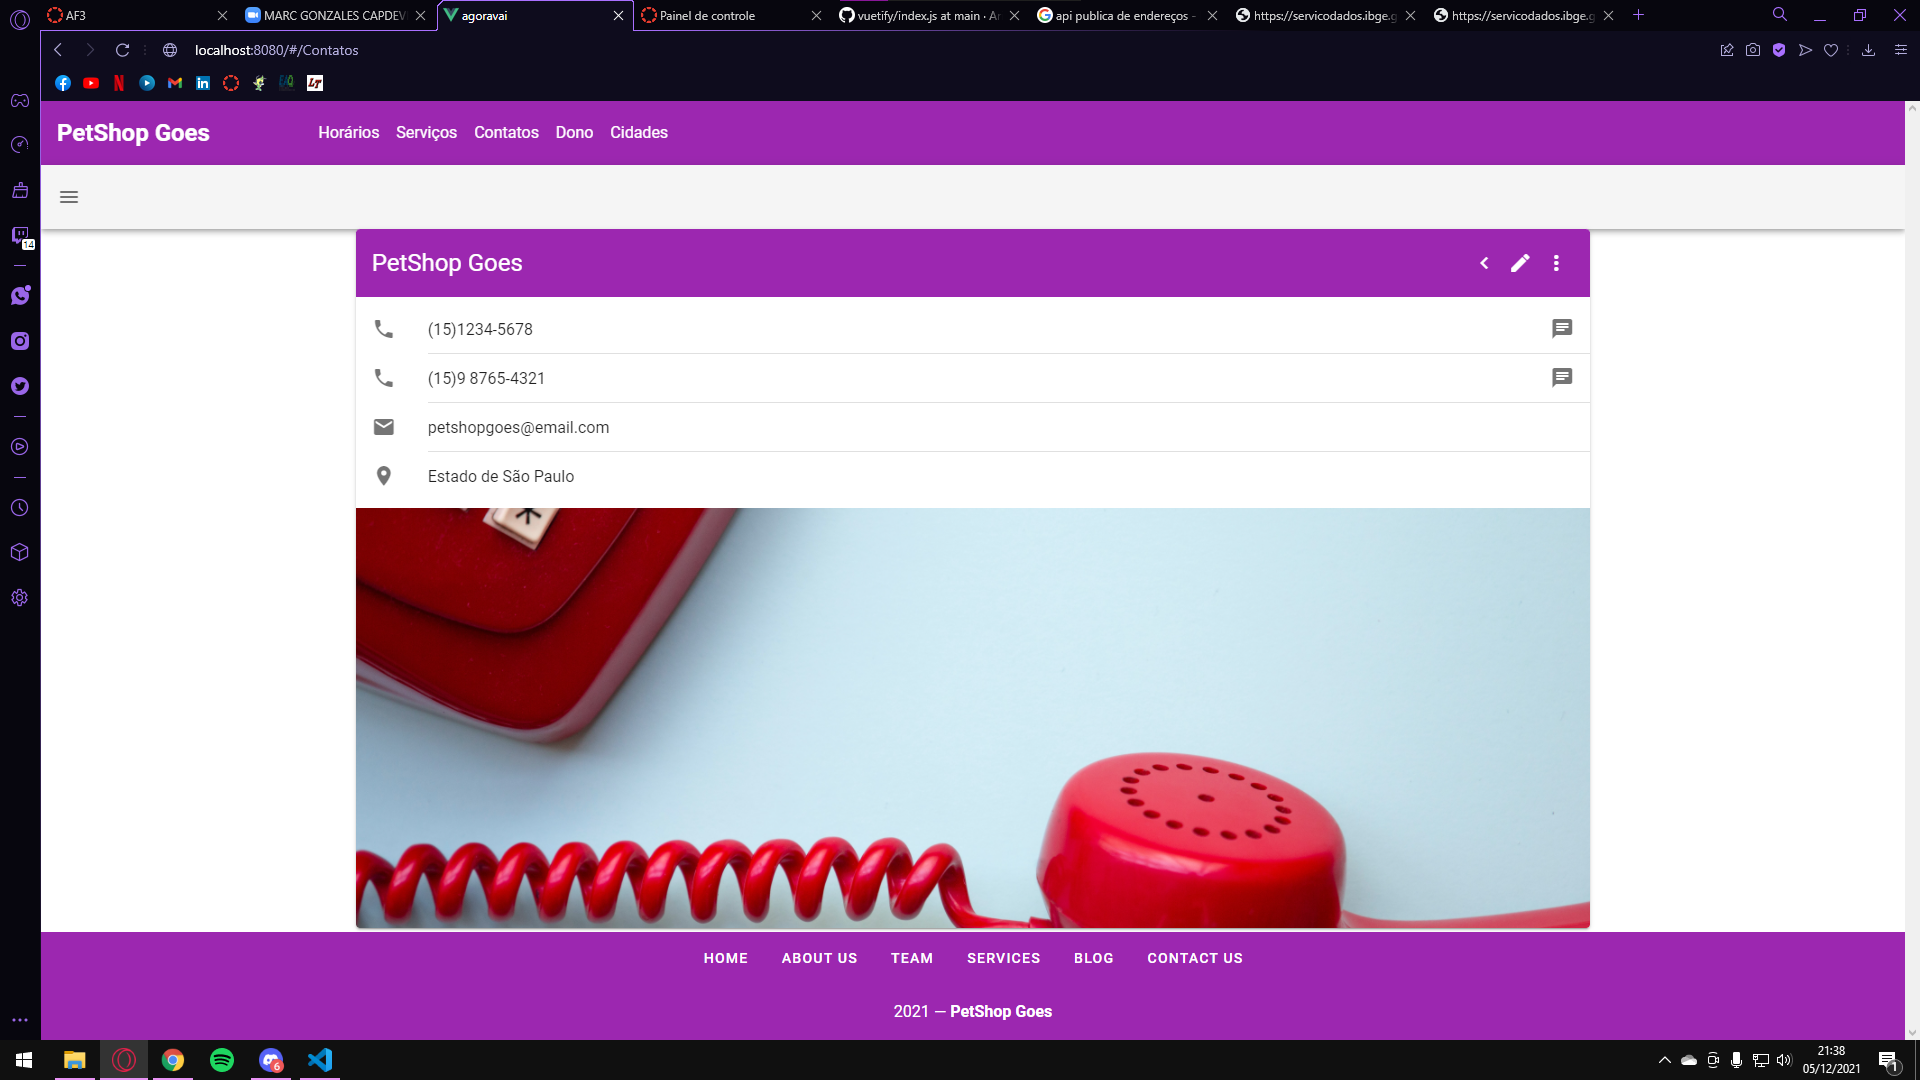 AF3
MARC GONZALES CAPDEV
agoravai
Painel de controle
vuetify/index.js at main · Ar
api publica de endereços -
https://servicodados.ibge.g
https://servicodados.ibge.g
localhost:8080/#/Contatos
PetShop Goes
Horários
Serviços
Contatos
Dono
Cidades
14
PetShop Goes
(15)1234-5678
(15)9 8765-4321
petshopgoes@email.com
Estado de São Paulo
HOME
ABOUT US
TEAM
SERVICES
BLOG
CONTACT US
2021 — PetShop Goes
6
21:38
05/12/2021
1